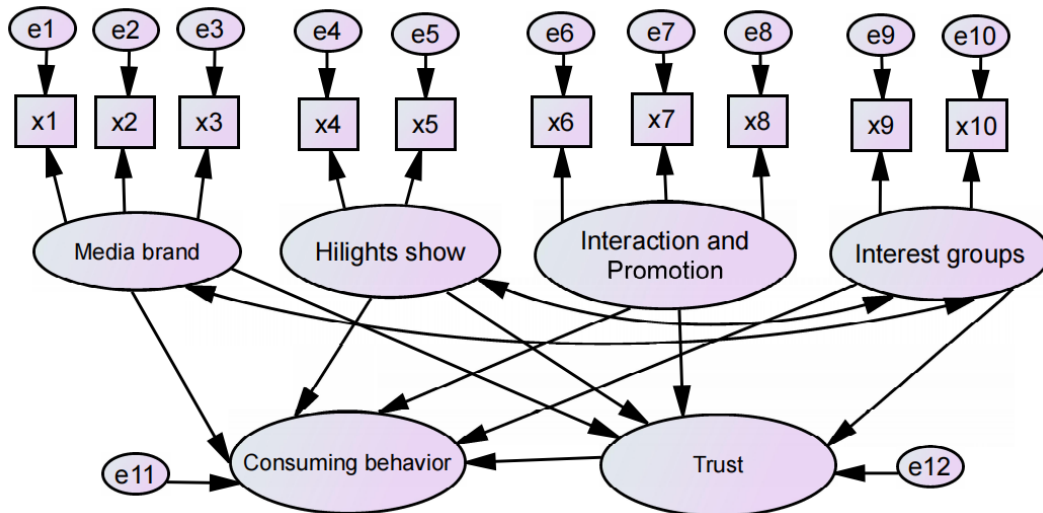 e1 e2 e3 e4 e5 e6 e7 e8 e9 e10
x1 x2 x3 x4 x5 x6 x7 x8 x9 x10
Media brand
Hilights show
Interaction and
Promotion
Interest groups
e11
Consuming behavior
Trust
e12